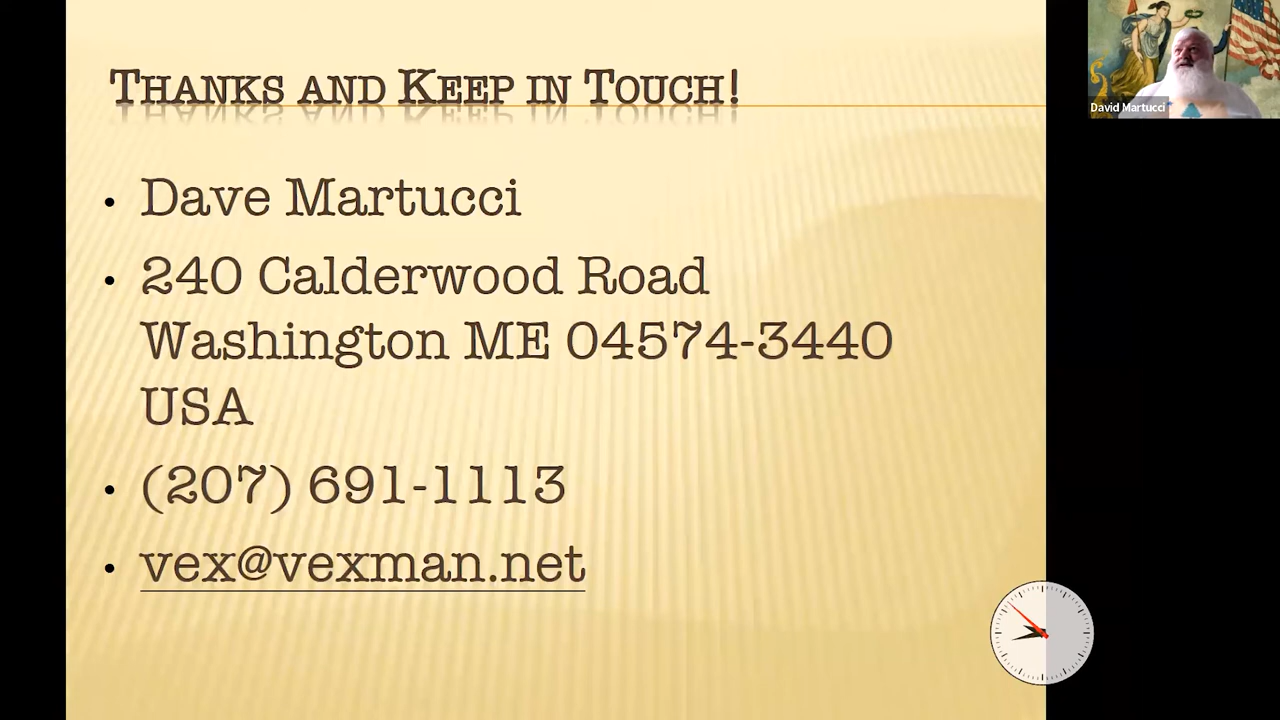 THANKS AND KEEP IN TOUCH!
David Martucci
• Dave Martucci
• 240 Calderwood Road
Washington ME 04574-3440
USA
• (207) 691-1113
• vex@vexman.net